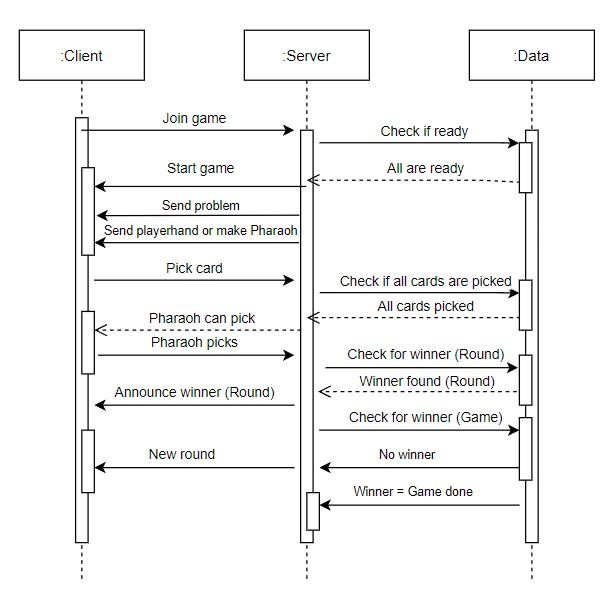 :Client
:Server
:Data
Join game
Check if ready
All are ready
Start game
Send problem
Send playerhand or make Pharaoh
Pick card
Check if all cards are picked
All cards picked
Pharaoh can pick
Pharaoh picks
Check for winner (Round)
Winner found (Round)
Announce winner (Round)
Check for winner (Game)
New round
No winner
Winner = Game done